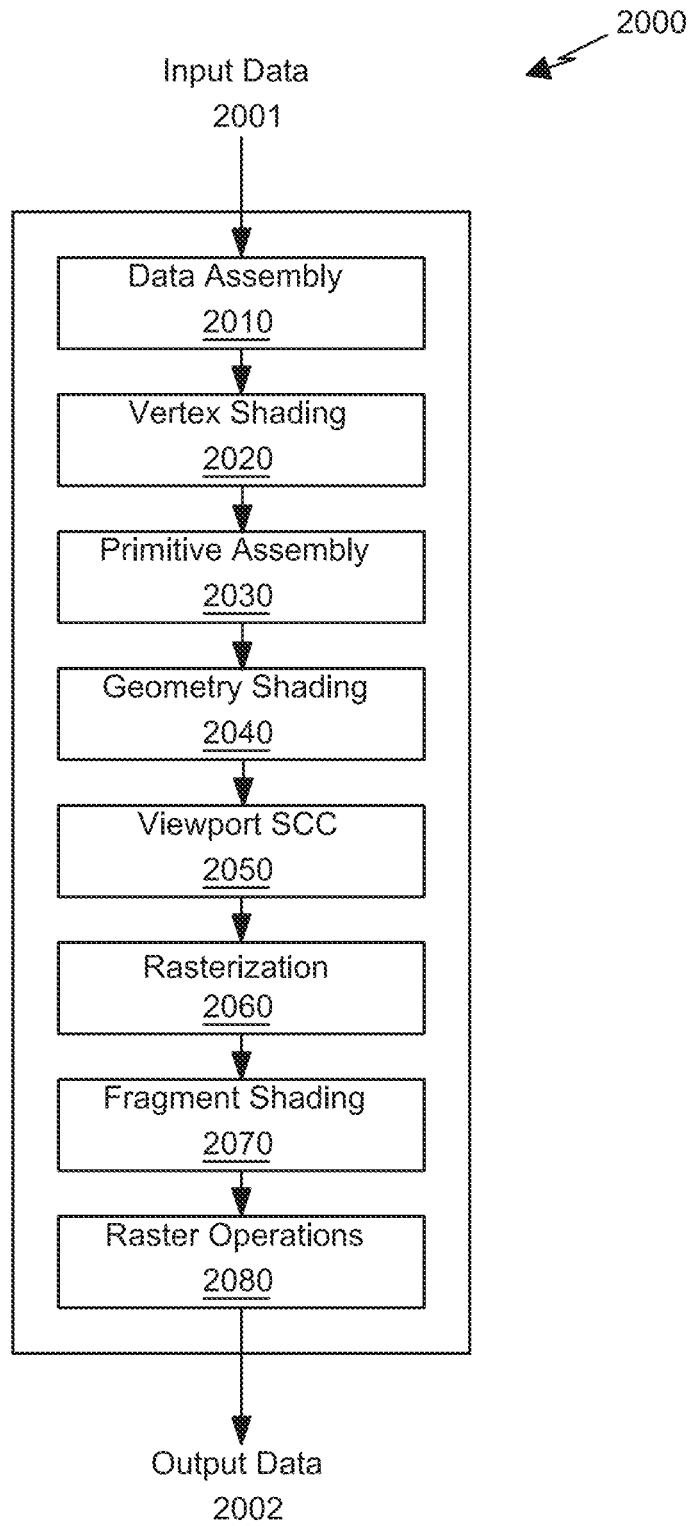 2000
Input Data
2001
Data Assembly
2010
Vertex Shading
2020
Primitive Assembly
2030
Geometry Shading
2040
Viewport SCC
2050
Rasterization
2060
Fragment Shading
2070
Raster Operations
2080
Output Data
2002